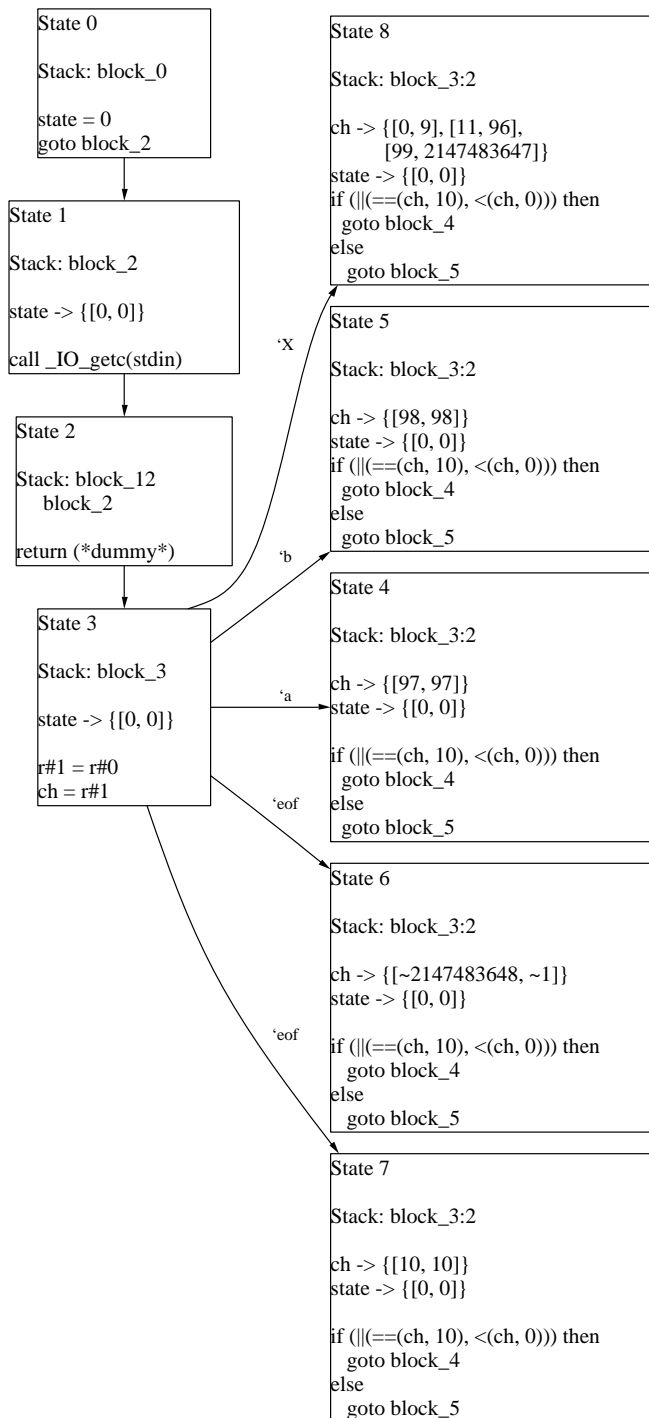 State 0
Stack: block_0
state = 0
goto block_2
State 1
Stack: block_2
state -> {[0, 0]}
call _IO_getc(stdin)
State 2
Stack: block_12
block_2
return (*dummy*)
State 3
Stack: block_3
state -> {[0, 0]}
r#1 = r#0
ch = r#1
‘X
‘b
‘a
‘eof
‘eof
State 8
Stack: block_3:2
ch -> {[0, 9], [11, 96],
[99, 2147483647]}
state -> {[0, 0]}
if (||(==(ch, 10), <(ch, 0))) then
goto block_4
else
goto block_5
State 5
Stack: block_3:2
ch -> {[98, 98]}
state -> {[0, 0]}
if (||(==(ch, 10), <(ch, 0))) then
goto block_4
else
goto block_5
State 4
Stack: block_3:2
ch -> {[97, 97]}
state -> {[0, 0]}
if (||(==(ch, 10), <(ch, 0))) then
goto block_4
else
goto block_5
State 6
Stack: block_3:2
ch -> {[~2147483648, ~1]}
state -> {[0, 0]}
if (||(==(ch, 10), <(ch, 0))) then
goto block_4
else
goto block_5
State 7
Stack: block_3:2
ch -> {[10, 10]}
state -> {[0, 0]}
if (||(==(ch, 10), <(ch, 0))) then
goto block_4
else
goto block_5